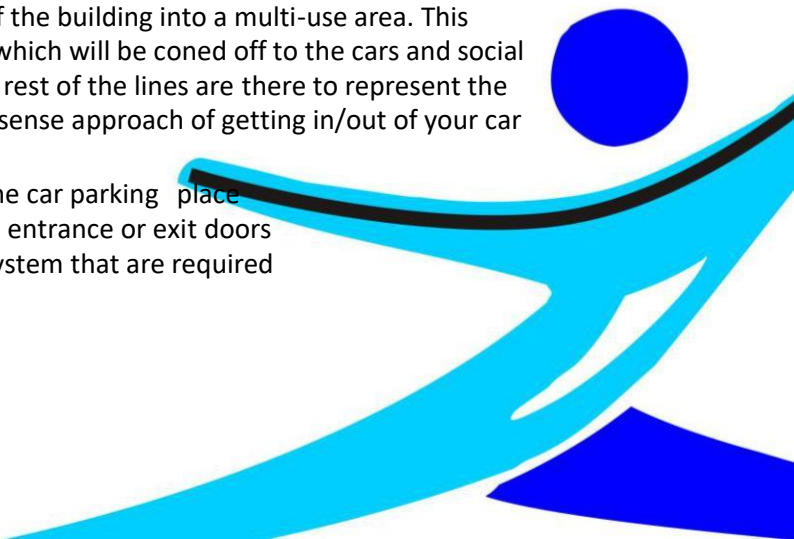 f the building into a multi-use area. This
which will be coned off to the cars and social
rest of the lines are there to represent the
sense approach of getting in/out of your car
ne car parking place
entrance or exit doors
ystem that are required